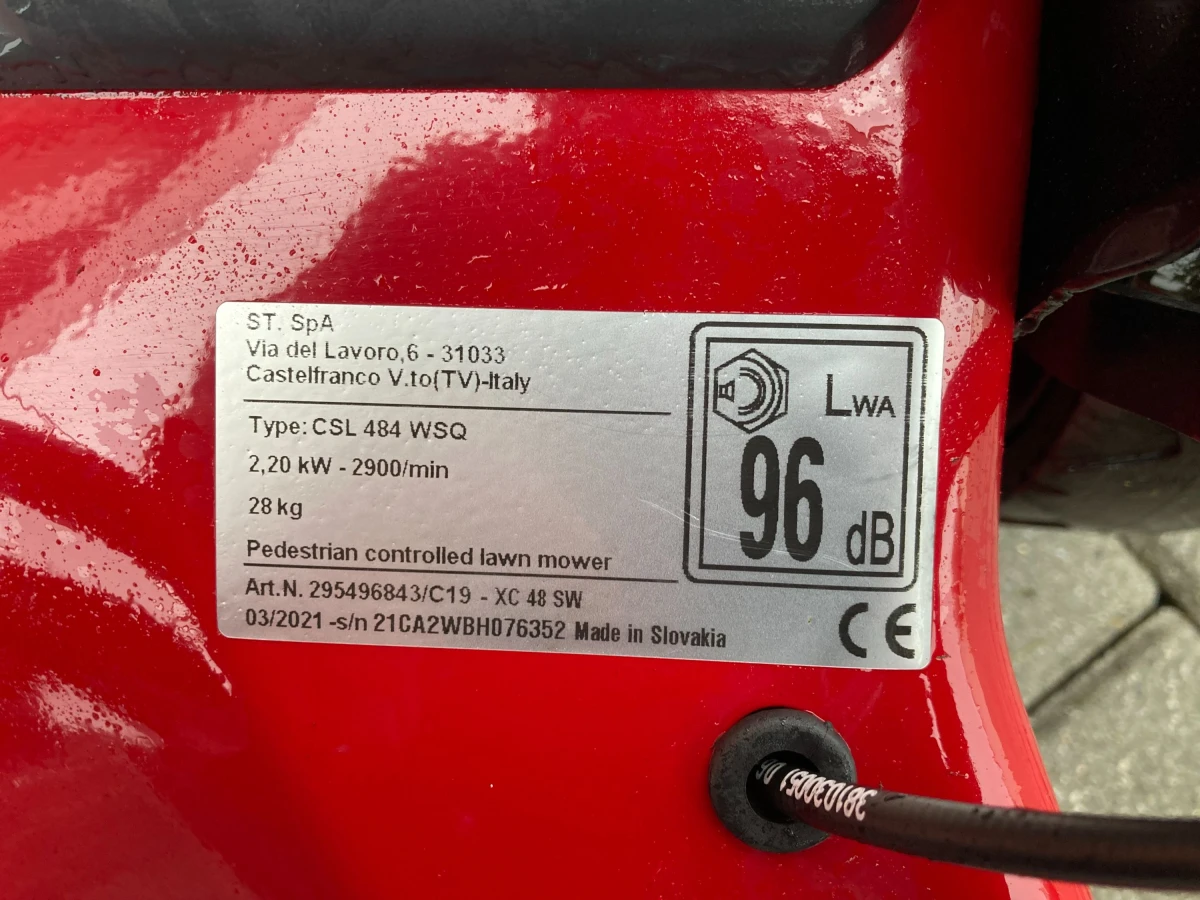 ST. SpA
Via del Lavoro,6 - 31033
Castelfranco V.to(TV)-Italy
Type: CSL 484 WSQ
2,20 kW - 2900/min
28 kg
Pedestrian controlled lawn mower
Art.N. 295496843/C19 - XC 48 SW
03/2021 -s/n 21CA2WBH076352 Made in Slovakia
LWA
96
dB
CE
381030051 06